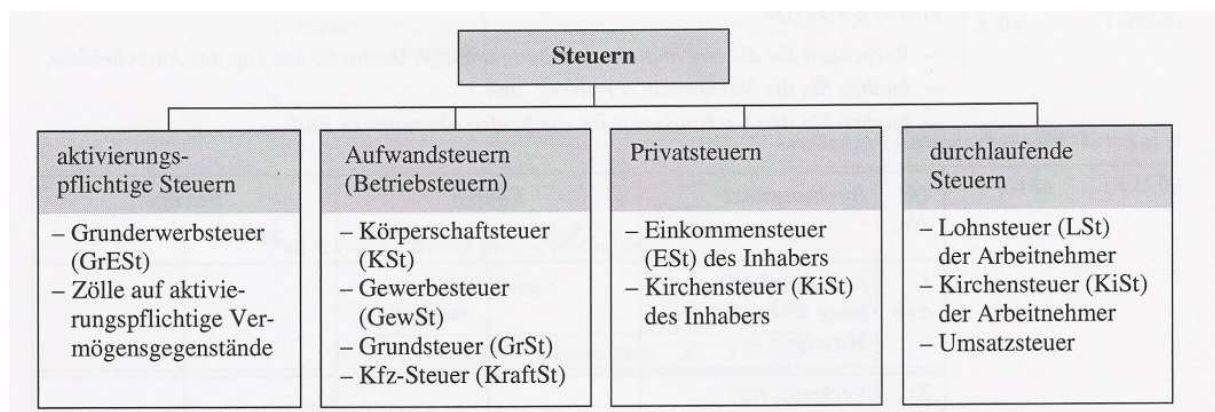 Steuern
aktivierungs-
pflichtige Steuern
– Grunderwerbsteuer
(GrESt)
– Zölle auf aktivie-
rungspflichtige Ver-
mögensgegenstände
Aufwandsteuern
(Betriebsteuern)
– Körperschaftsteuer
(KSt)
– Gewerbesteuer
(GewSt)
– Grundsteuer (GrSt)
– Kfz-Steuer (KraftSt)
Privatsteuern
– Einkommensteuer
(ESt) des Inhabers
– Kirchensteuer (KiSt)
des Inhabers
durchlaufende
Steuern
– Lohnsteuer (LSt)
der Arbeitnehmer
– Kirchensteuer (KiSt)
der Arbeitnehmer
– Umsatzsteuer